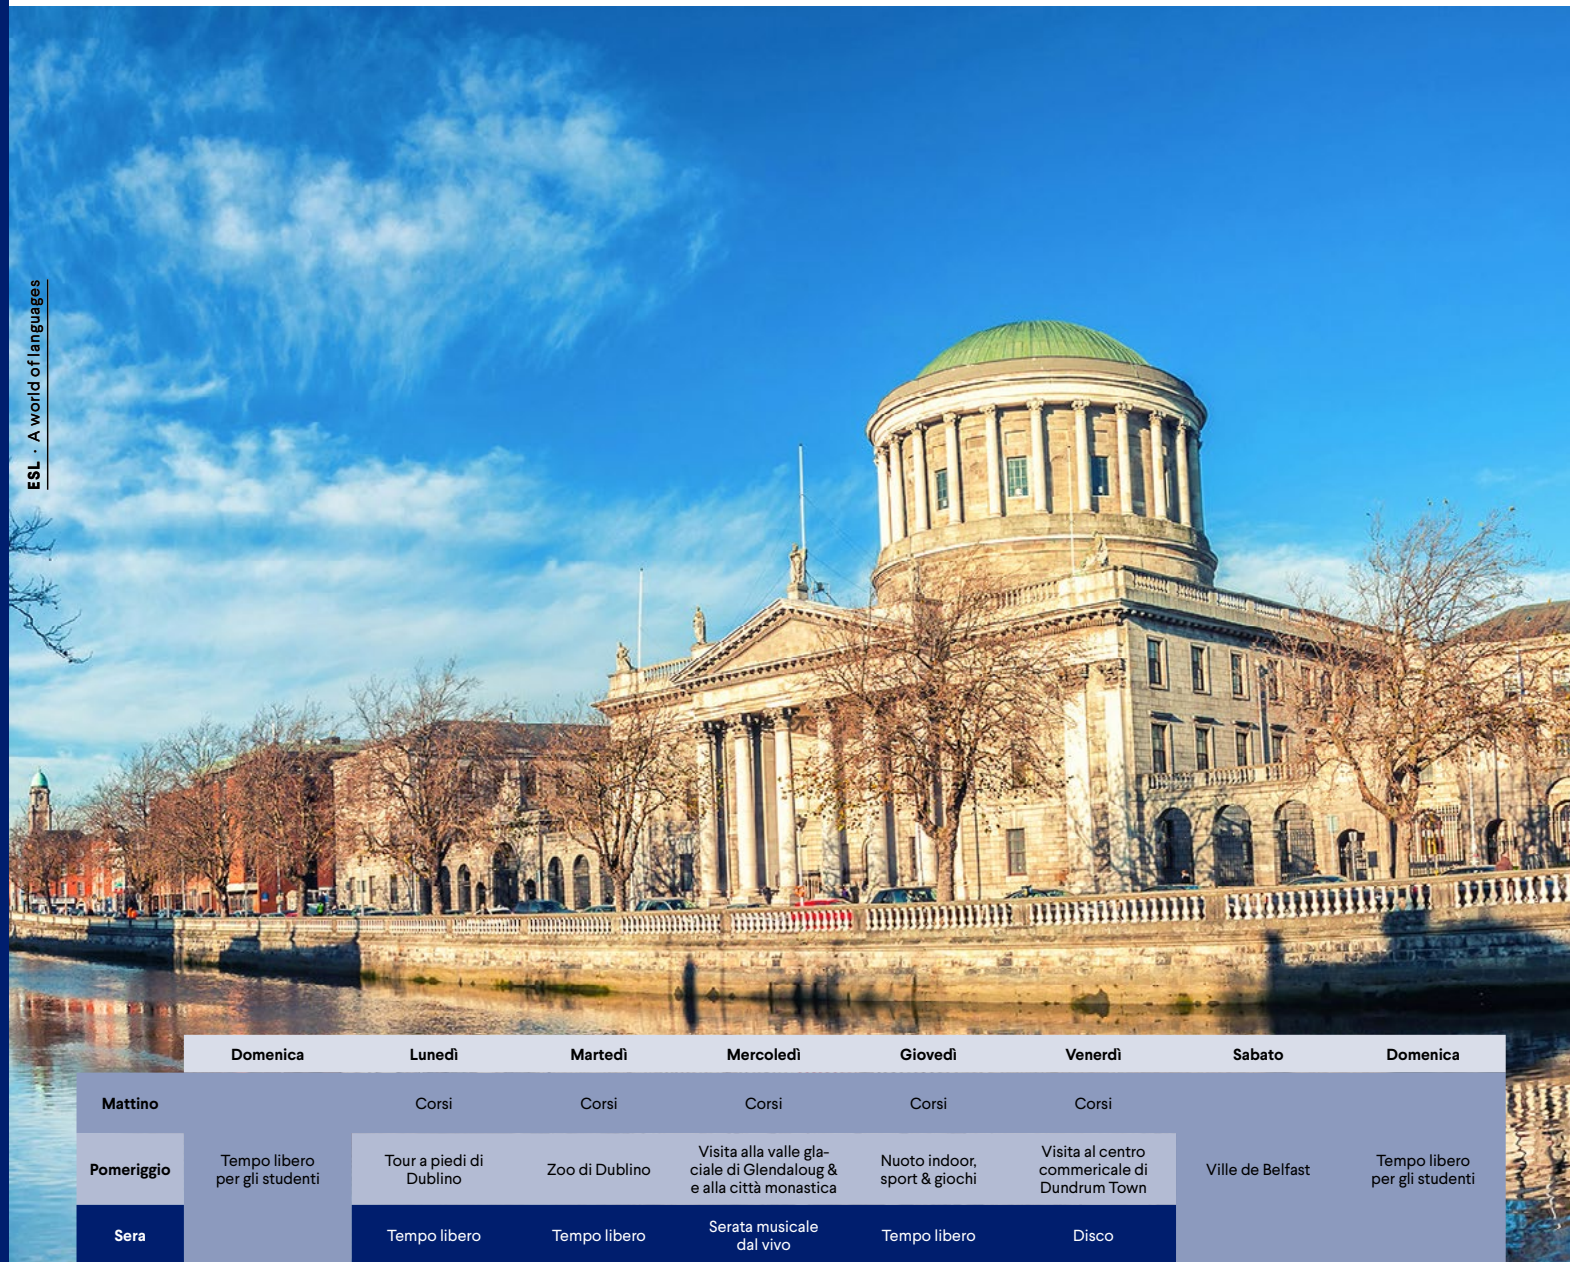 ESL · A world of languages
Domenica Lunedì Martedì Mercoledì Giovedì Venerdì Sabato Domenica
Mattino Corsi Corsi Corsi Corsi Corsi
Pomeriggio
Tempo libero
per gli studenti
Tour a piedi di
Dublino
Zoo di Dublino
Visita alla valle gla-
ciale di Glendaloug &
e alla città monastica
Nuoto indoor,
sport & giochi
Visita al centro
commericale di
Dundrum Town
Ville de Belfast
Tempo libero
per gli studenti
Sera
Tempo libero
Tempo libero
Serata musicale
dal vivo
Tempo libero
Disco